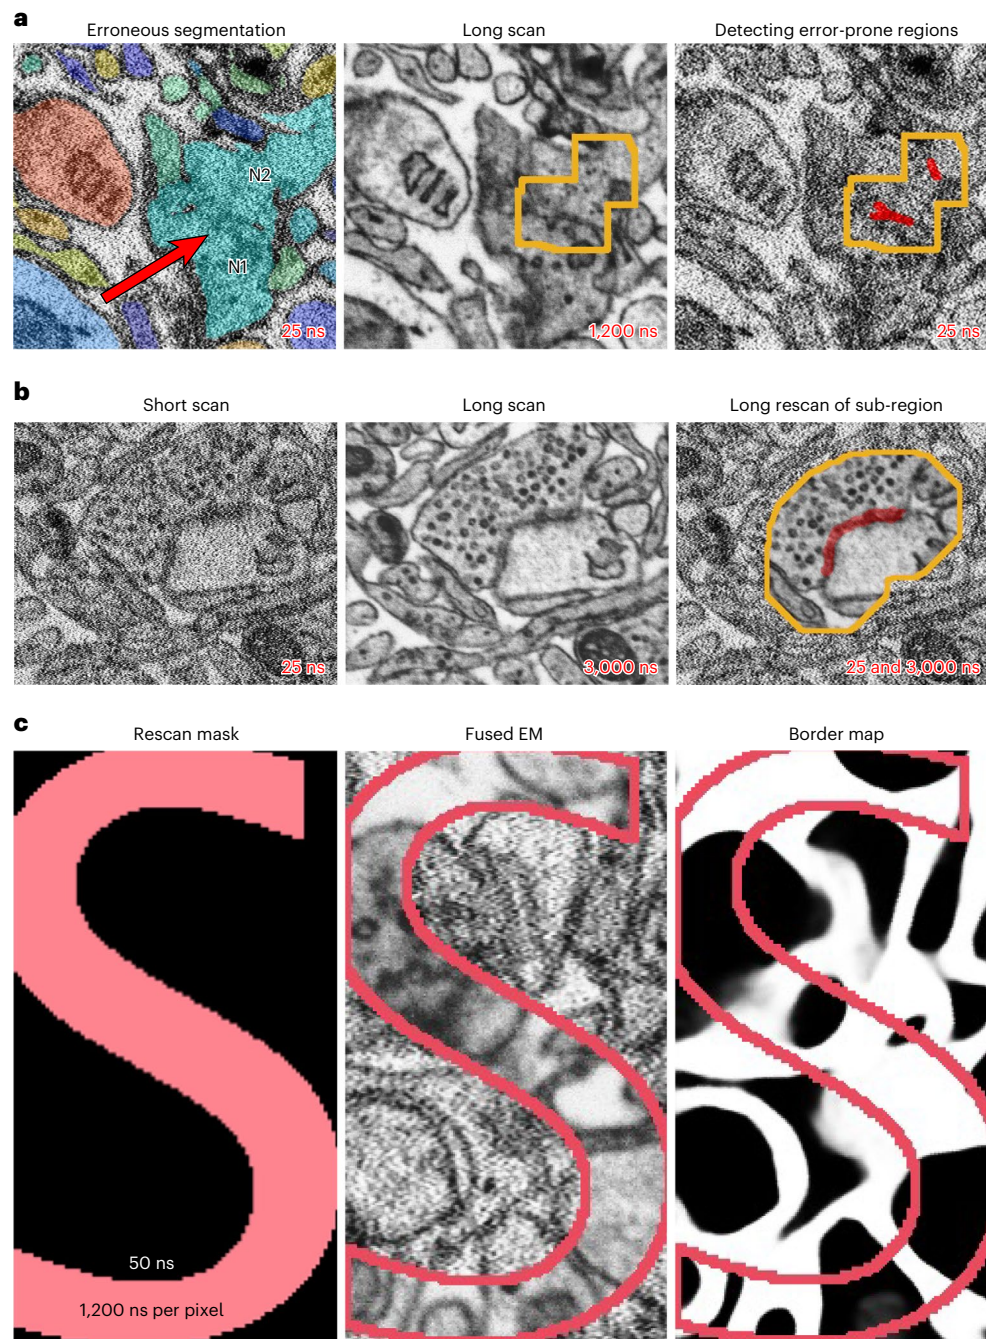 a
Erroneous segmentation
Long scan
Detecting error-prone regions
N2
N1
25 ns
1,200 ns
25 ns
b
Short scan
Long scan
Long rescan of sub-region
25 ns
3,000 ns
25 and 3,000 ns
c
Rescan mask
Fused EM
Border map
50 ns
1,200 ns per pixel